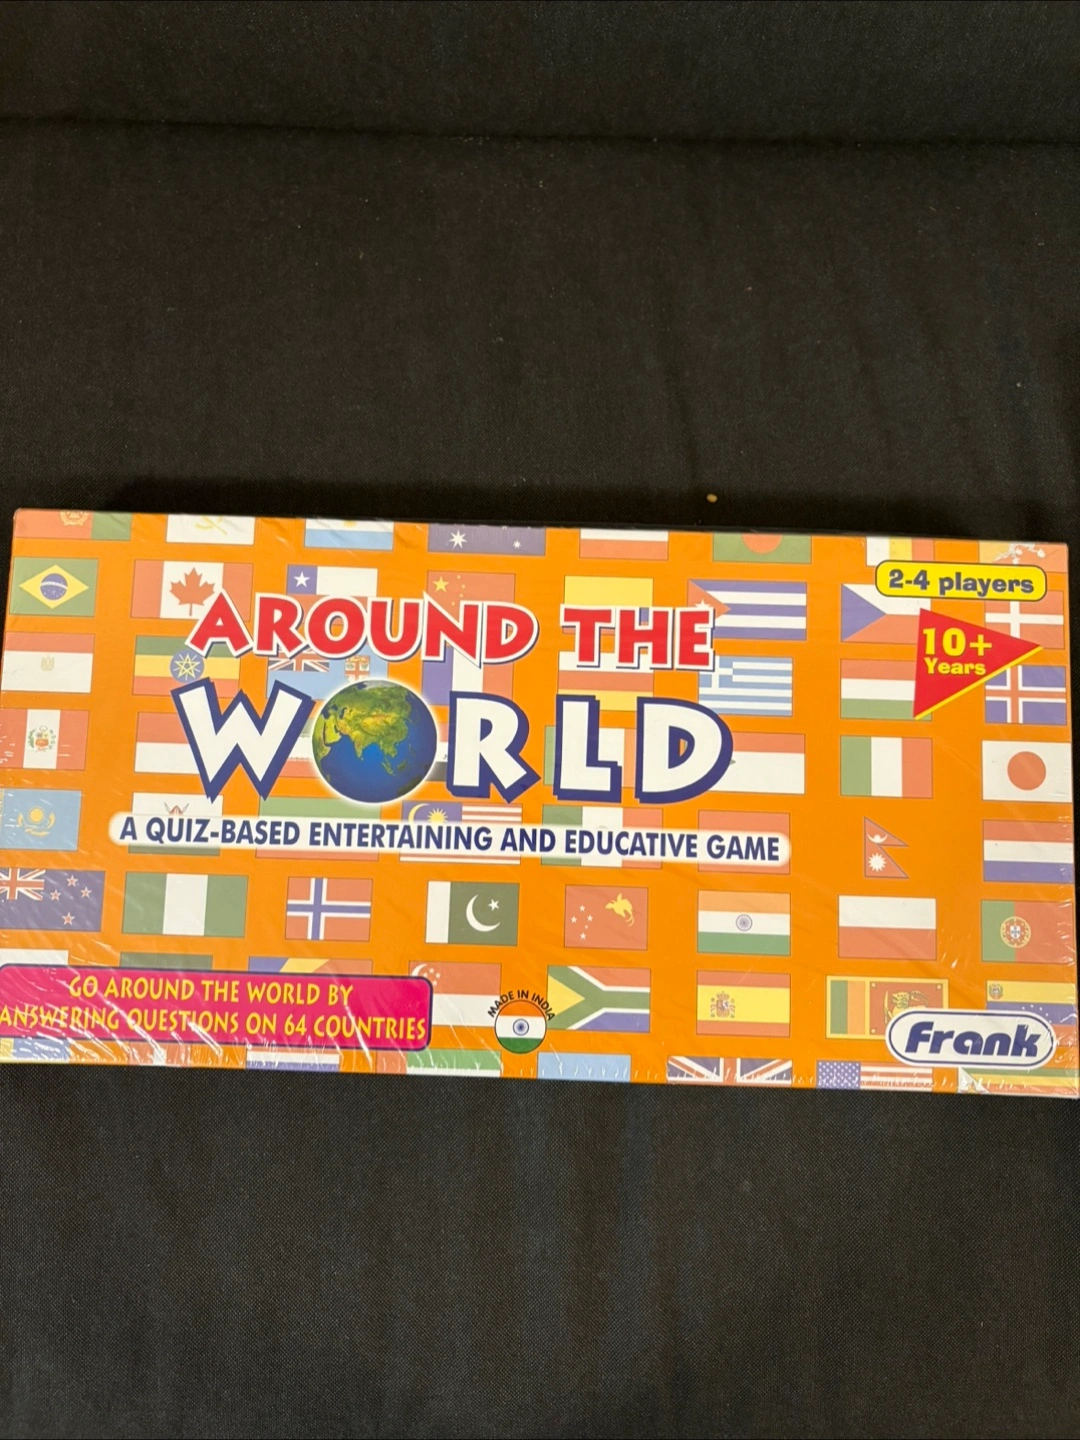 2-4 players
10+
Years
AROUND THE
WORLD
A QUIZ-BASED ENTERTAINING AND EDUCATIVE GAME
GO AROUND THE WORLD BY
ANSWERING QUESTIONS ON 64 COUNTRIES
MADE IN INDIA
Frank